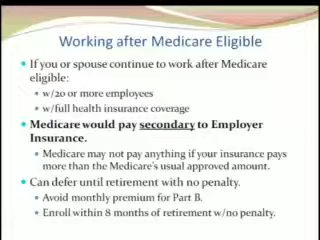 Working after Medicare Eligible
If you or spouse continue to work after Medicare
eligible:
w/20 or more employees
w/full health insurance coverage
Medicare would pay secondary to Employer
Insurance.
Medicare may not pay anything if your insurance pays
more than the Medicare's usual approved amount.
Can defer until retirement with no penalty.
Avoid monthly premium for Part B.
Enroll within 8 months of retirement w/no penalty.